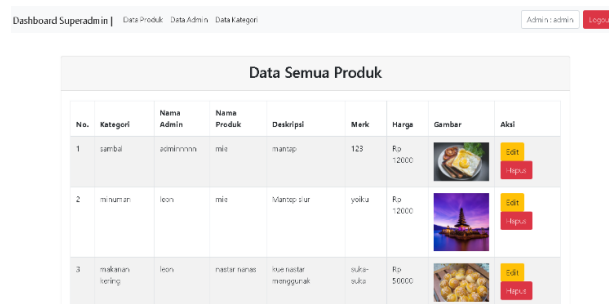 Dashboard Superadmin | Data Produk Data Admin Data Kategori Admin : admin Logou
Data Semua Produk
No. Kategori Nama Admin Nama Produk Deskripsi Merk Harga Gambar Aksi
1 sambal adminnnnn mie mantap 123 Rp 12000 Edit
Hapus
2 minuman leon mie Mantep slur yoiku Rp 12000 Edit
Hapus
3 makanan kering leon nastar nanas kue nastar menggunak suka-suka Rp 50000 Edit
Hapus